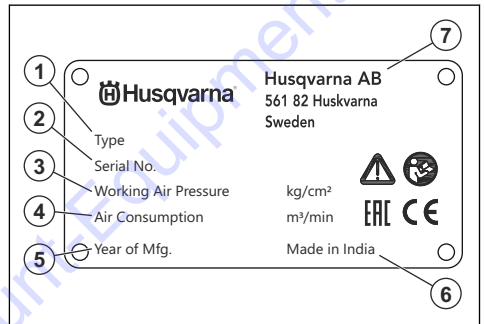 7
1
Husqvarna
Husqvarna AB
561 82 Huskvarna
Sweden
2
Type
Serial No.
3
Working Air Pressure kg/cm²
4
Air Consumption m³/min
EAC CE
5
Year of Mfg. Made in India
6